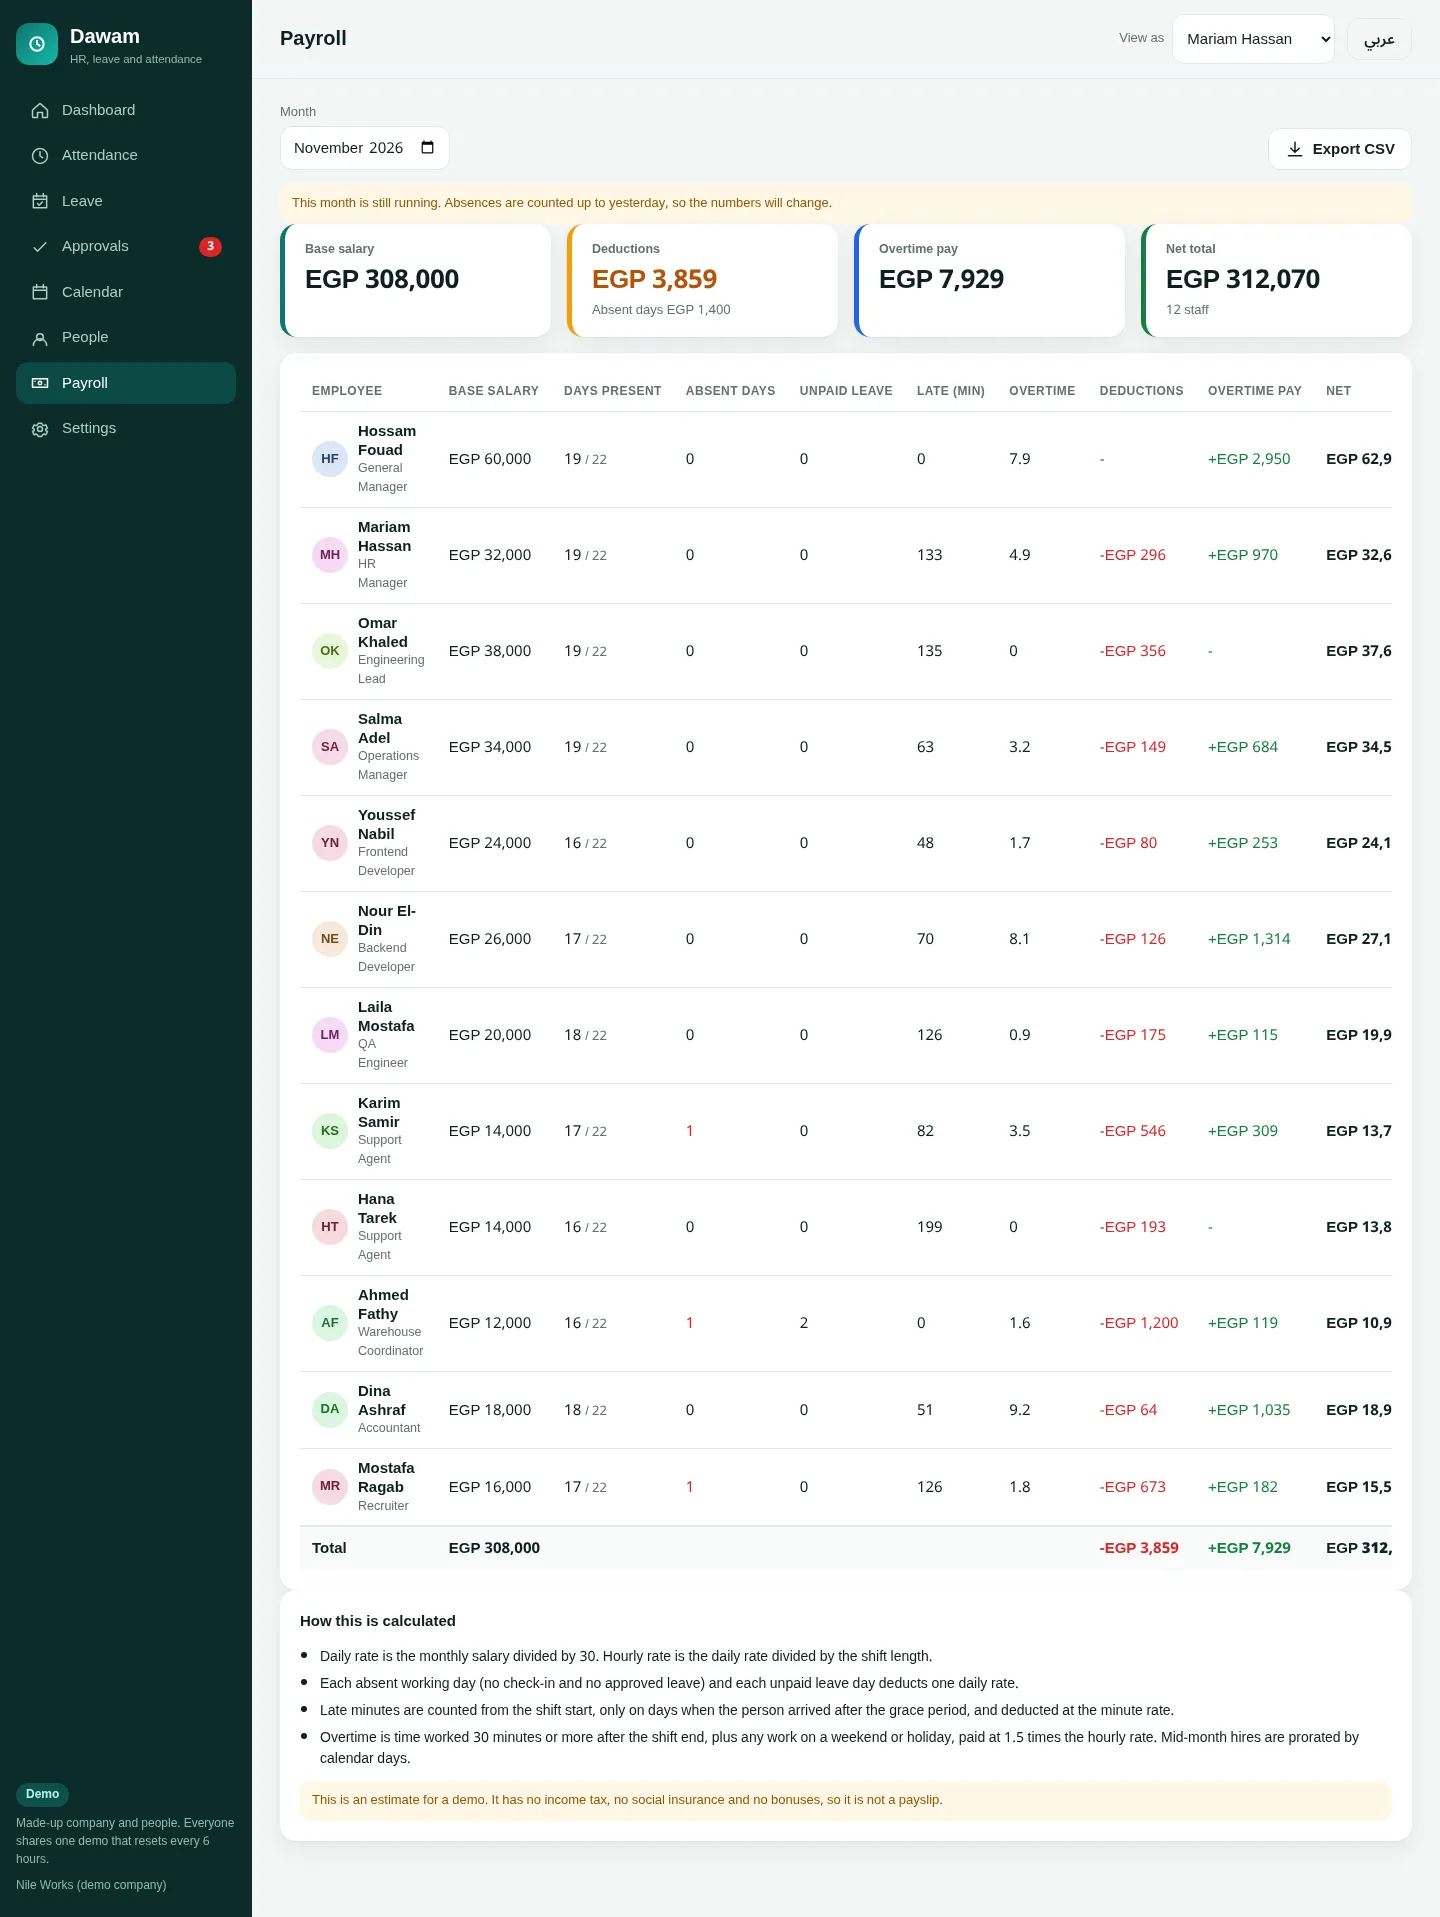 Dawam
HR, leave and attendance
Dashboard
Attendance
Leave
Approvals 3
Calendar
People
Payroll
Settings
Demo
Made-up company and people. Everyone
shares one demo that resets every 6
hours.
Nile Works (demo company)
Payroll
View as Mariam Hassan عربي
Month
November 2026
Export CSV
This month is still running. Absences are counted up to yesterday, so the numbers will change.
Base salary
EGP 308,000
Deductions
EGP 3,859
Absent days EGP 1,400
Overtime pay
EGP 7,929
Net total
EGP 312,070
12 staff
EMPLOYEE BASE SALARY DAYS PRESENT ABSENT DAYS UNPAID LEAVE LATE (MIN) OVERTIME DEDUCTIONS OVERTIME PAY NET
Hossam
Fouad
General
Manager
HF EGP 60,000 19 / 22 0 0 0 7.9 - +EGP 2,950 EGP 62,9
Mariam
Hassan
HR
Manager
MH EGP 32,000 19 / 22 0 0 133 4.9 -EGP 296 +EGP 970 EGP 32,6
Omar
Khaled
Engineering
Lead
OK EGP 38,000 19 / 22 0 0 135 0 -EGP 356 - EGP 37,6
Salma
Adel
Operations
Manager
SA EGP 34,000 19 / 22 0 0 63 3.2 -EGP 149 +EGP 684 EGP 34,5
Youssef
Nabil
Frontend
Developer
YN EGP 24,000 16 / 22 0 0 48 1.7 -EGP 80 +EGP 253 EGP 24,1
Nour El-
Din
Backend
Developer
NE EGP 26,000 17 / 22 0 0 70 8.1 -EGP 126 +EGP 1,314 EGP 27,1
Laila
Mostafa
QA
Engineer
LM EGP 20,000 18 / 22 0 0 126 0.9 -EGP 175 +EGP 115 EGP 19,9
Karim
Samir
Support
Agent
KS EGP 14,000 17 / 22 1 0 82 3.5 -EGP 546 +EGP 309 EGP 13,7
Hana
Tarek
Support
Agent
HT EGP 14,000 16 / 22 0 0 199 0 -EGP 193 - EGP 13,8
Ahmed
Fathy
Warehouse
Coordinator
AF EGP 12,000 16 / 22 1 2 0 1.6 -EGP 1,200 +EGP 119 EGP 10,9
Dina
Ashraf
Accountant
DA EGP 18,000 18 / 22 0 0 51 9.2 -EGP 64 +EGP 1,035 EGP 18,9
Mostafa
Ragab
Recruiter
MR EGP 16,000 17 / 22 1 0 126 1.8 -EGP 673 +EGP 182 EGP 15,5
Total EGP 308,000 -EGP 3,859 +EGP 7,929 EGP 312,
How this is calculated
Daily rate is the monthly salary divided by 30. Hourly rate is the daily rate divided by the shift length.
Each absent working day (no check-in and no approved leave) and each unpaid leave day deducts one daily rate.
Late minutes are counted from the shift start, only on days when the person arrived after the grace period, and deducted at the minute rate.
Overtime is time worked 30 minutes or more after the shift end, plus any work on a weekend or holiday, paid at 1.5 times the hourly rate. Mid-month hires are prorated by
calendar days.
This is an estimate for a demo. It has no income tax, no social insurance and no bonuses, so it is not a payslip.